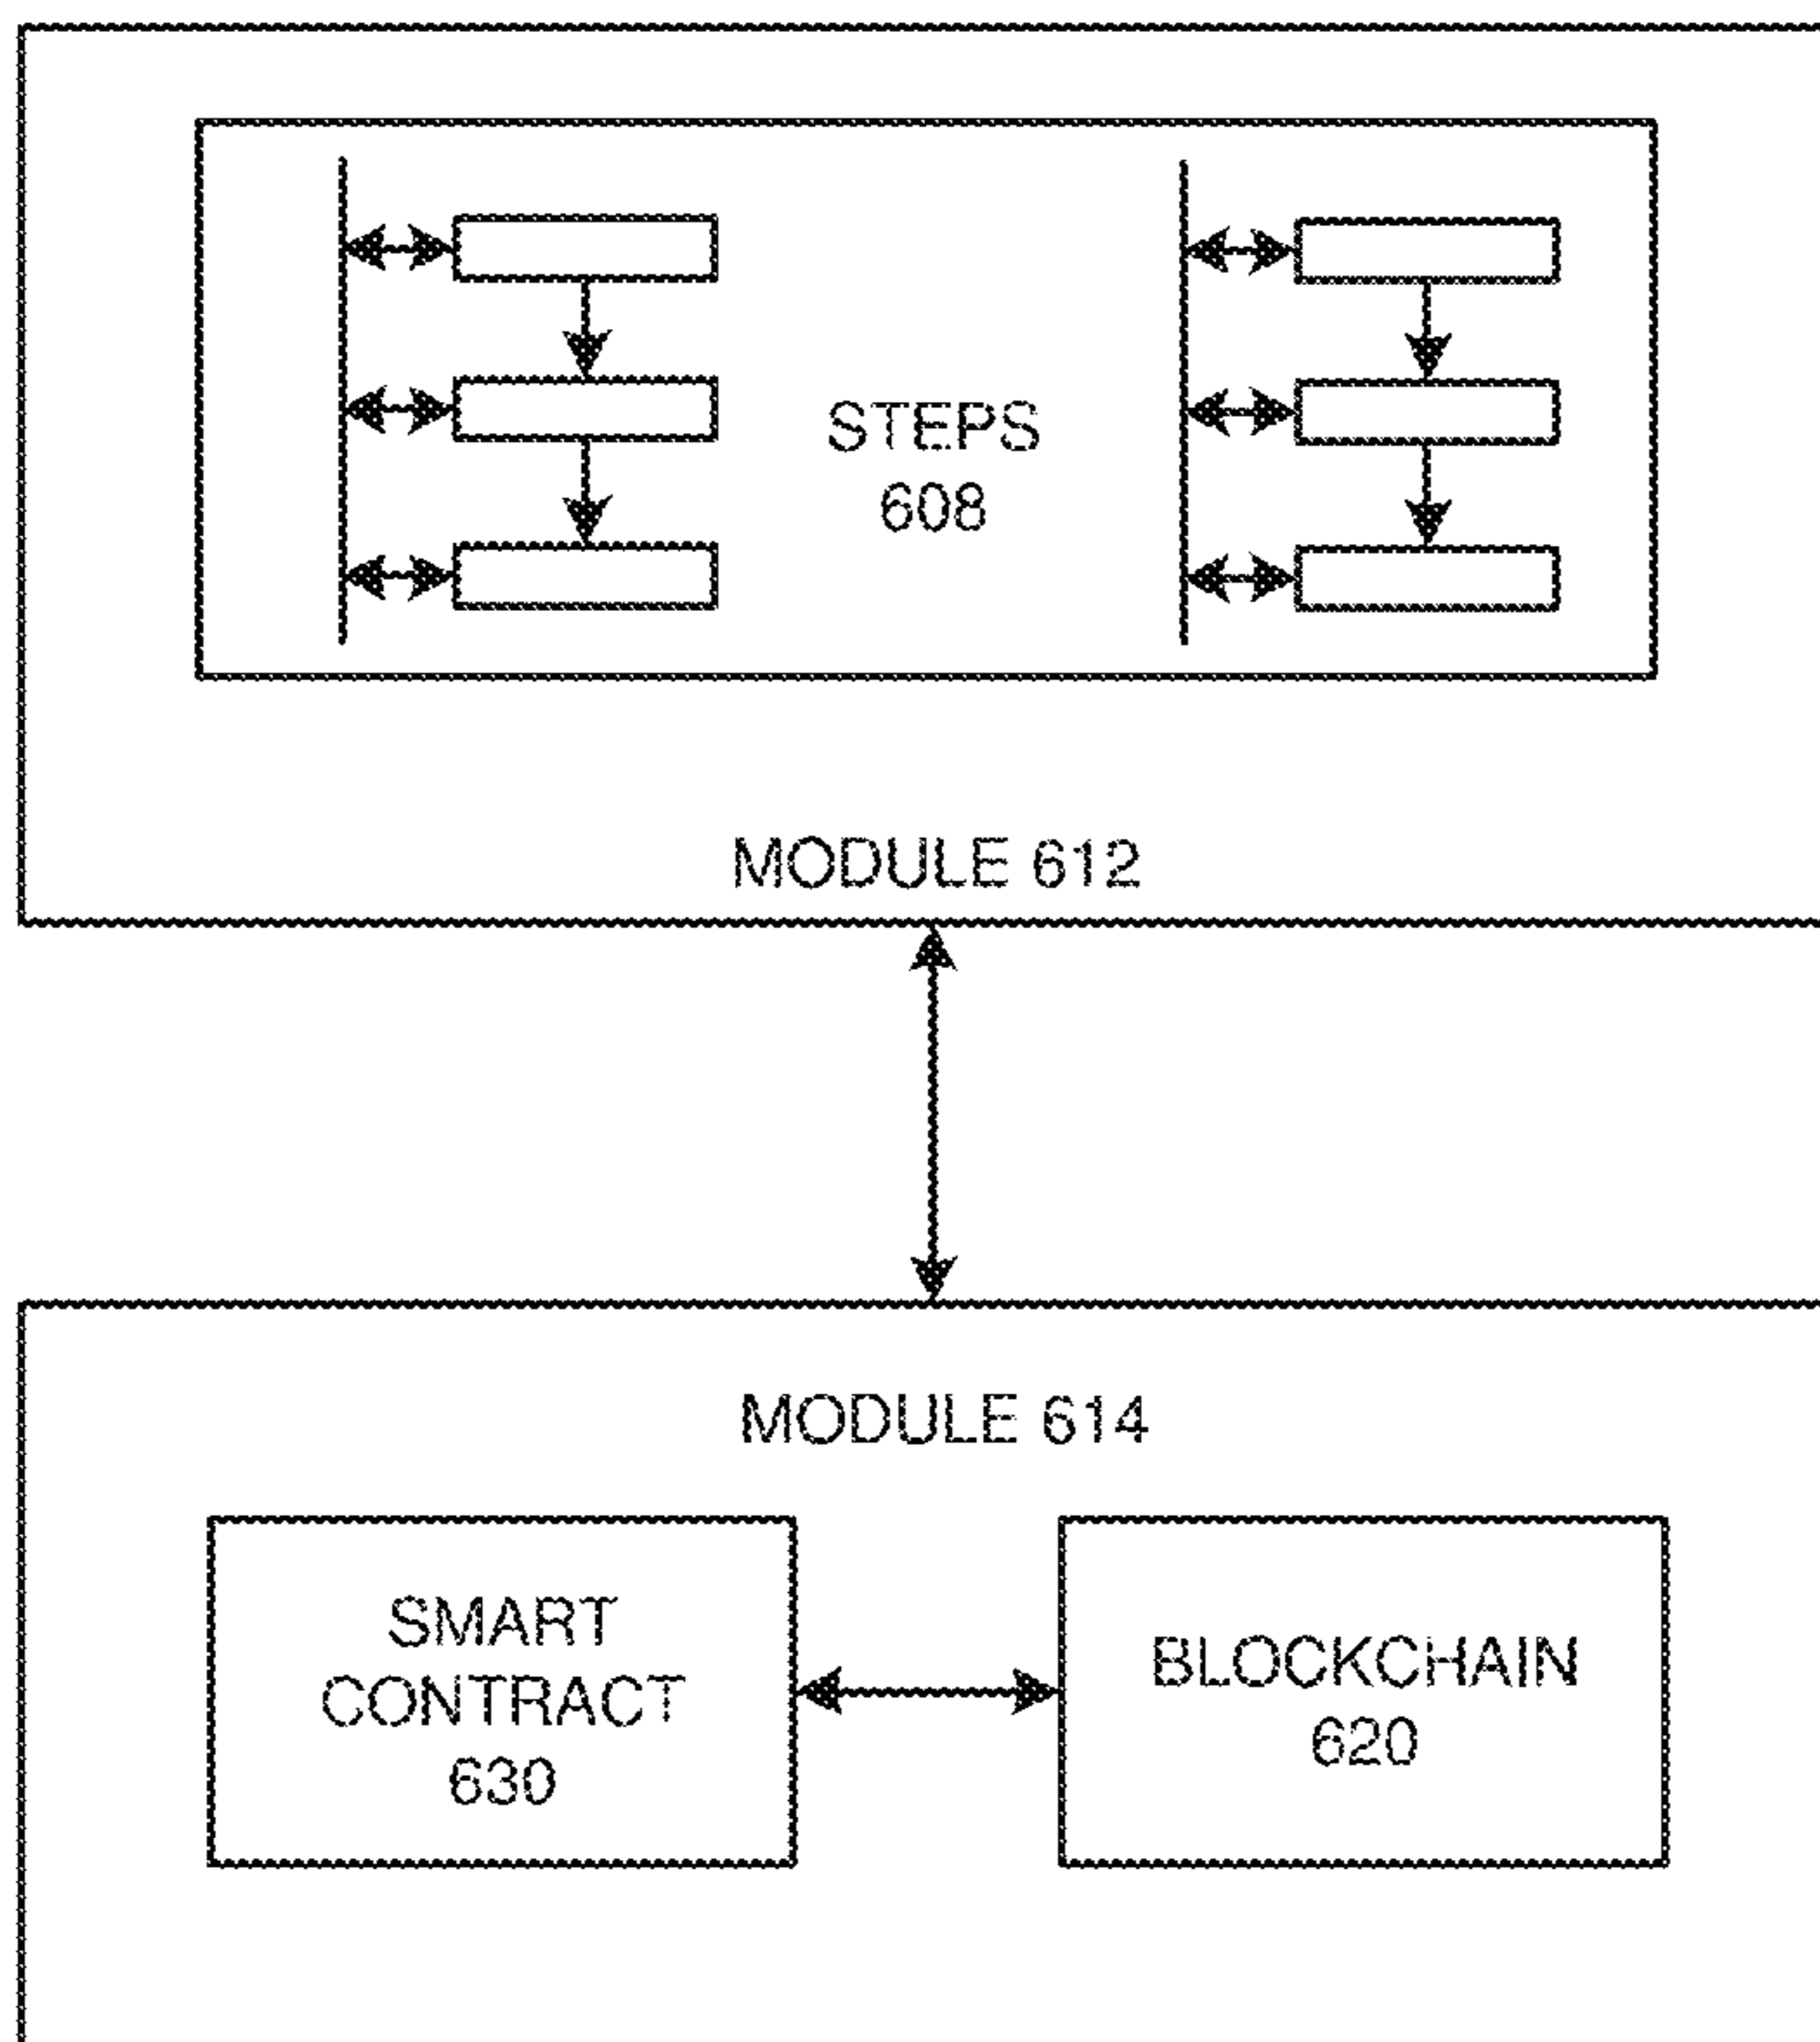 STEPS
608
MODULE 612
MODULE 614
SMART
CONTRACT
630
BLOCKCHAIN
620